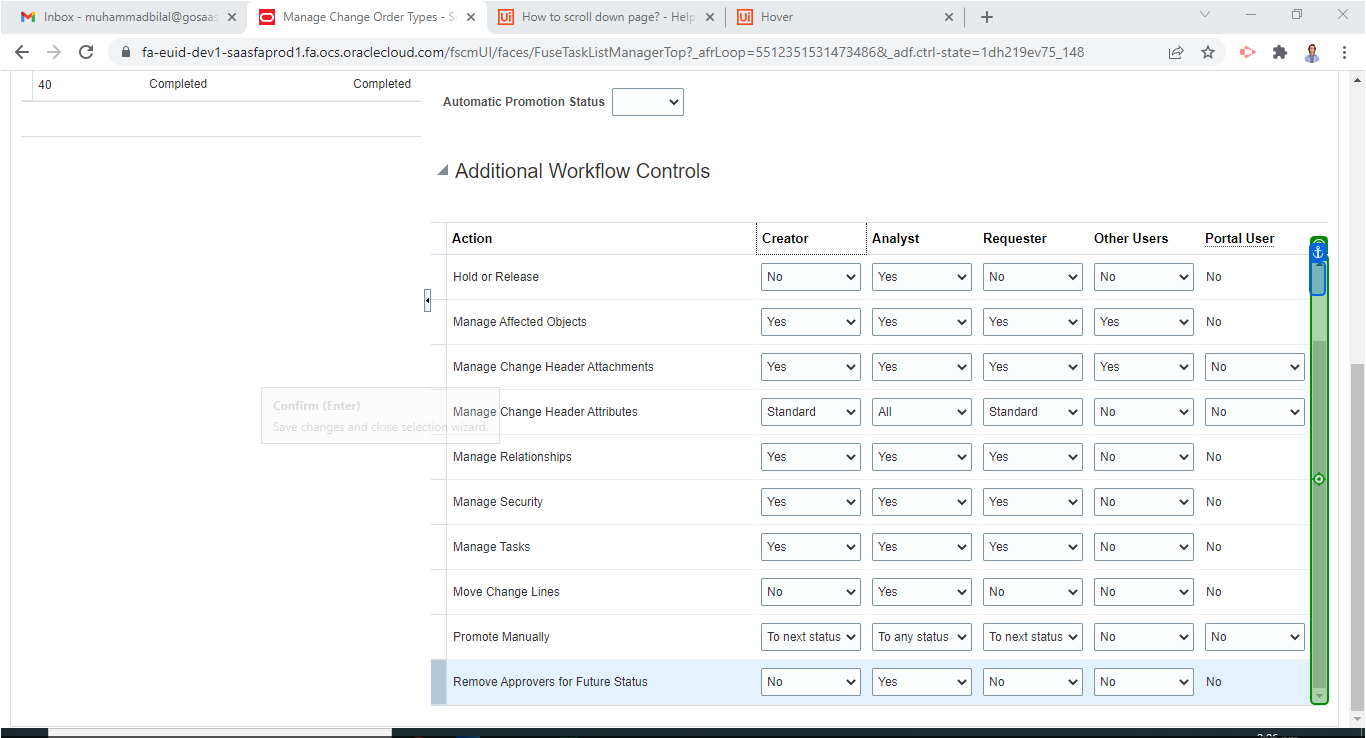 Inbox - muhammadbilal@gosaas
Manage Change Order Types - S
How to scroll down page? - Help
Hover
fa-euid-dev1-saasfaprod1.fa.ocs.oraclecloud.com/fscmUI/faces/FuseTaskListManagerTop?_afrLoop=55123515314734​86&_adf.ctrl-state=1dh219ev75_148
40 Completed Completed
Automatic Promotion Status
Additional Workflow Controls
Action Creator Analyst Requester Other Users Portal User
Hold or Release No Yes No No No
Manage Affected Objects Yes Yes Yes Yes No
Manage Change Header Attachments Yes Yes Yes Yes No
Confirm (Enter)
Manage Change Header Attributes Standard All Standard No No
Save changes and close selection wizard.
Manage Relationships Yes Yes Yes No No
Manage Security Yes Yes Yes No No
Manage Tasks Yes Yes Yes No No
Move Change Lines No Yes No No No
Promote Manually To next status To any status To next status No No
Remove Approvers for Future Status No Yes No No No